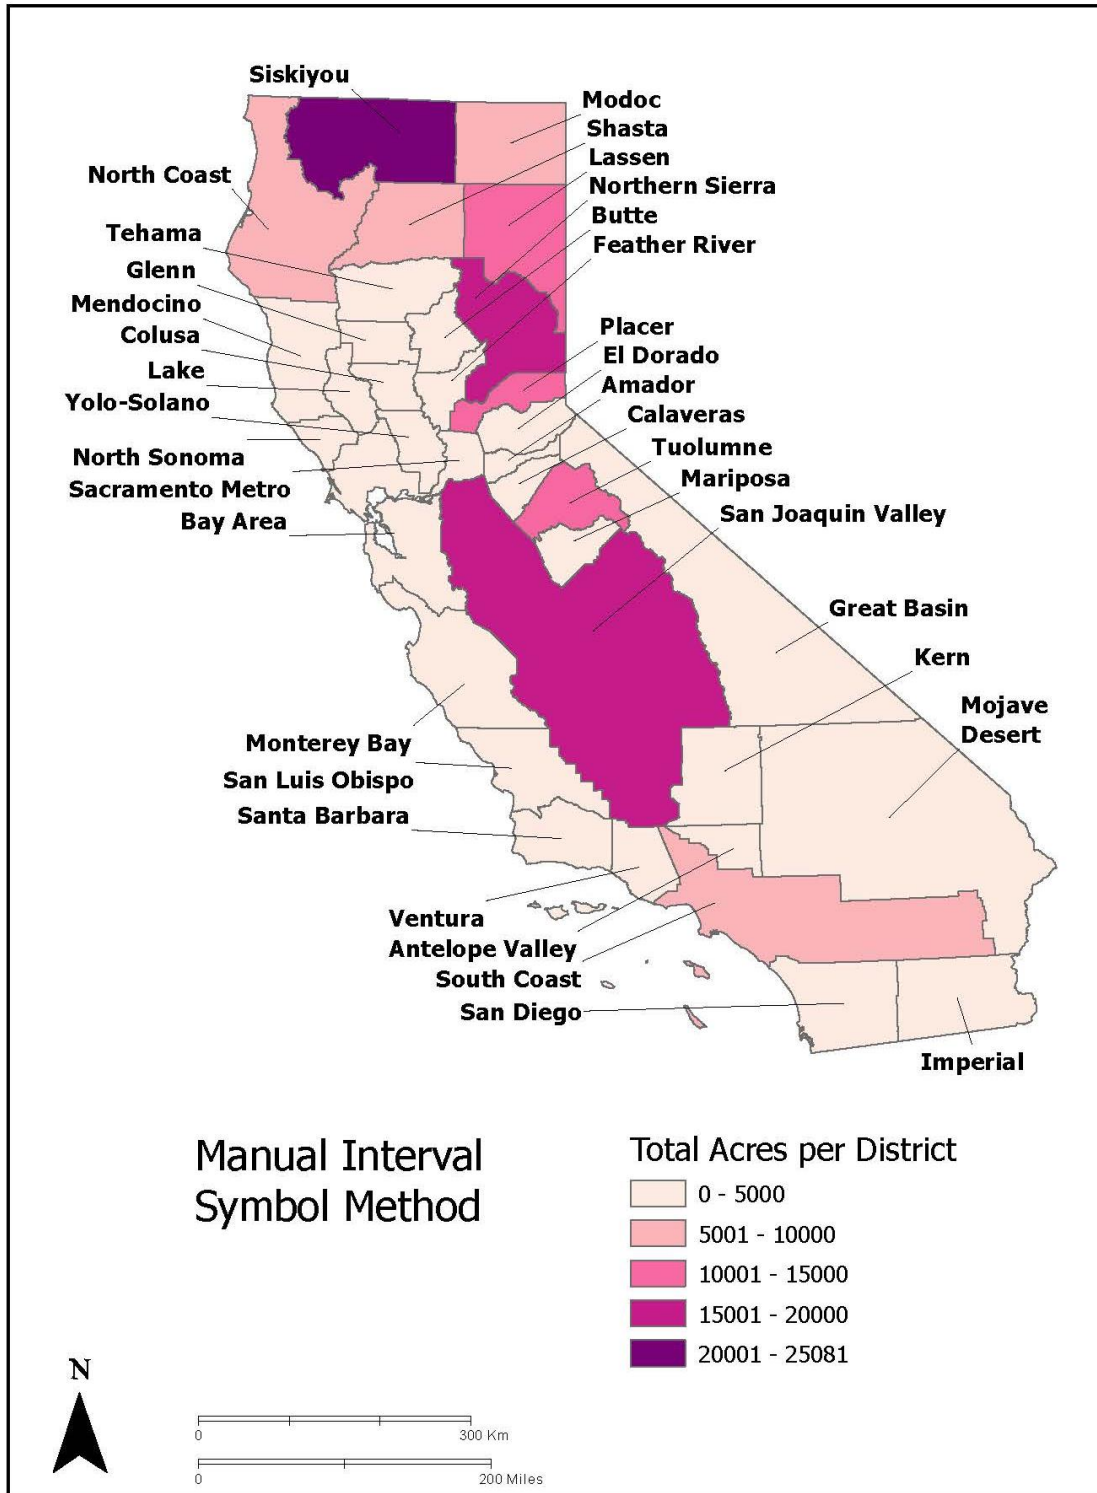 Siskiyou
Modoc
Shasta
Lassen
North Coast
Northern Sierra
Butte
Tehama
Feather River
Glenn
Mendocino
Placer
Colusa
El Dorado
Lake
Amador
Yolo-Solano
Calaveras
Tuolumne
North Sonoma
Mariposa
Sacramento Metro
San Joaquin Valley
Bay Area
Great Basin
Kern
Mojave
Desert
Monterey Bay
San Luis Obispo
Santa Barbara
Ventura
Antelope Valley
South Coast
San Diego
Imperial
Manual Interval
Symbol Method
Total Acres per District
0 - 5000
5001 - 10000
10001 - 15000
15001 - 20000
20001 - 25081
N
0 300 Km
0 200 Miles